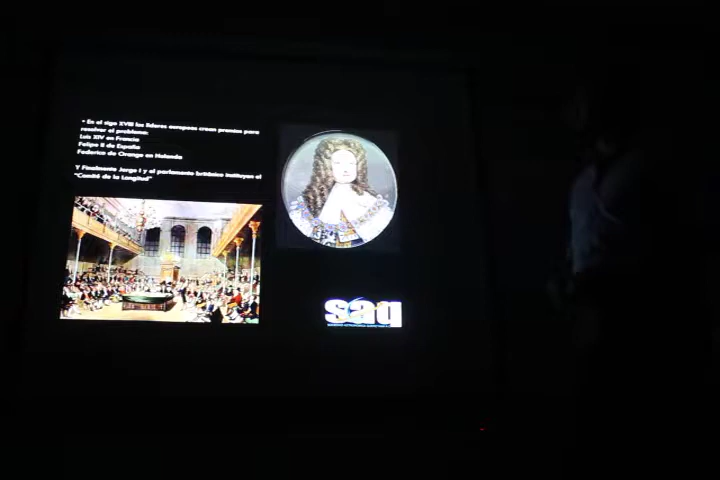 • En el siglo XVIII los líderes europeos crean premios para
resolver el problema:
Luis XIV en Francia
Felipe II de España
Federico de Orange en Holanda
Y Finalmente Jorge I y el parlamento británico instituyen el
"Comité de la Longitud"
sau